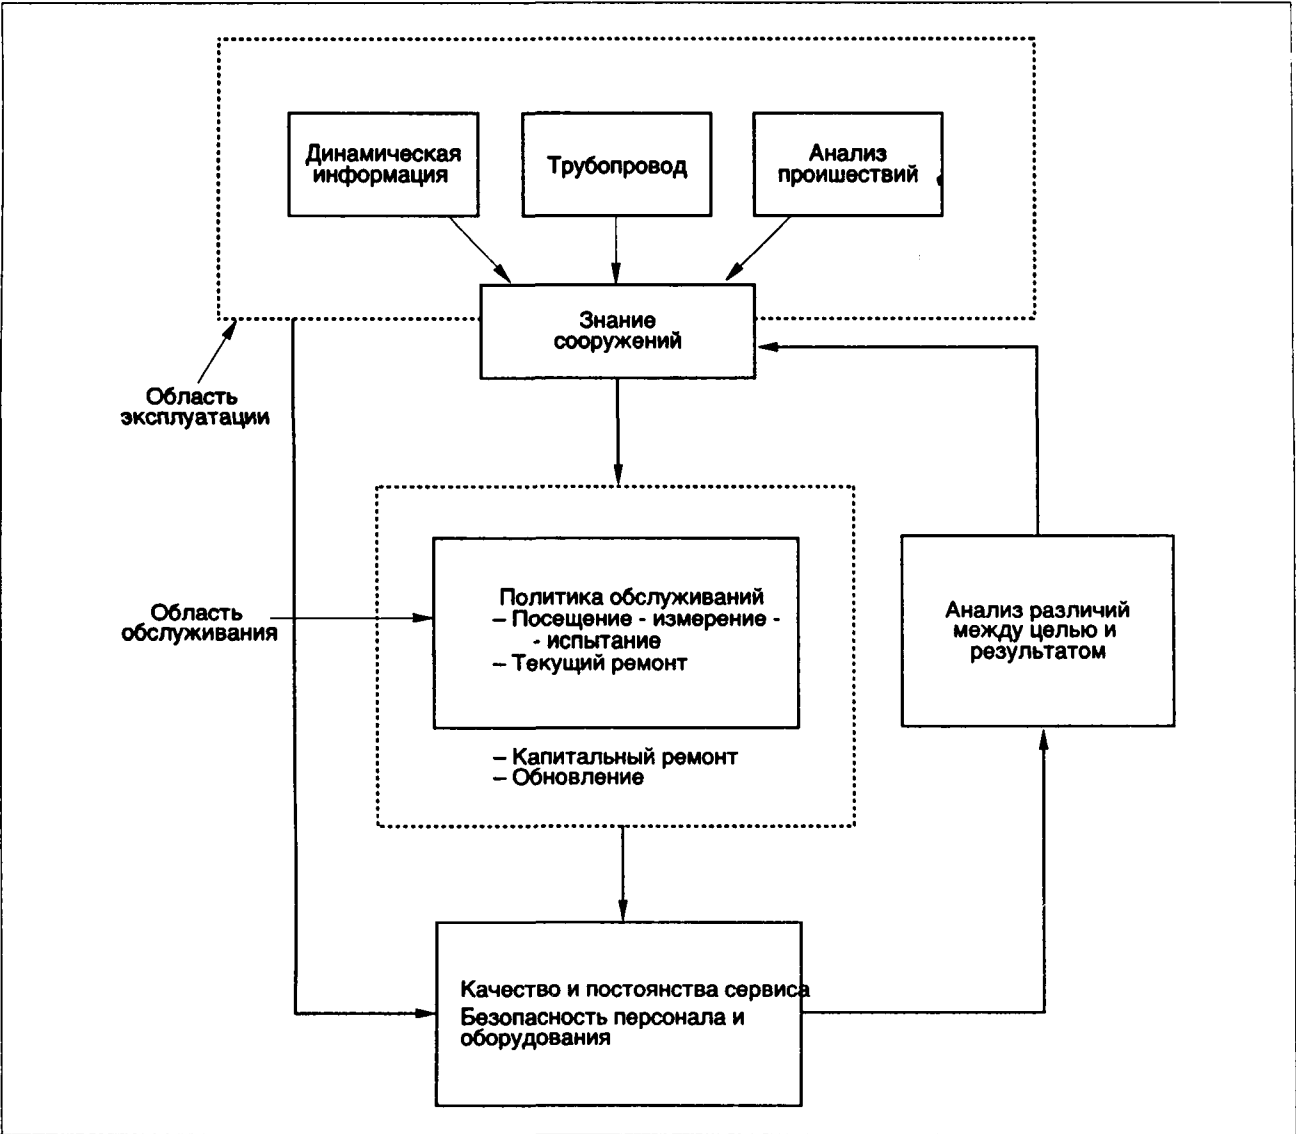 Динамическая
информация
Трубопровод
Анализ
проишествий
Знание
сооружений
Область
эксплуатации
Политика обслуживаний
– Посещение - измерение -
- испытание
– Текущий ремонт
Область
обслуживания
Анализ различий
между целью и
результатом
– Капитальный ремонт
– Обновление
Качество и постоянства сервиса
Безопасность персонала и
оборудования